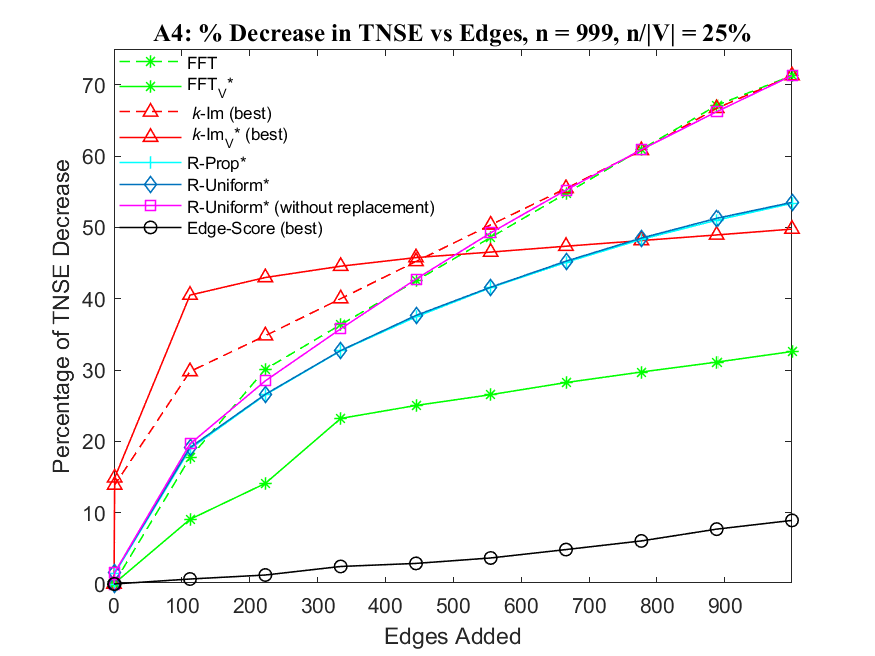 A4: % Decrease in TNSE vs Edges, n = 999, n/|V| = 25%
FFT
FFT_V*
k-Im (best)
k-Im_V* (best)
R-Prop*
R-Uniform*
R-Uniform* (without replacement)
Edge-Score (best)
Percentage of TNSE Decrease
70
60
50
40
30
20
10
0
0 100 200 300 400 500 600 700 800 900
Edges Added